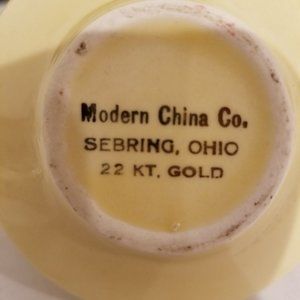 Modern China Co.
SEBRING, OHIO
22 KT. GOLD